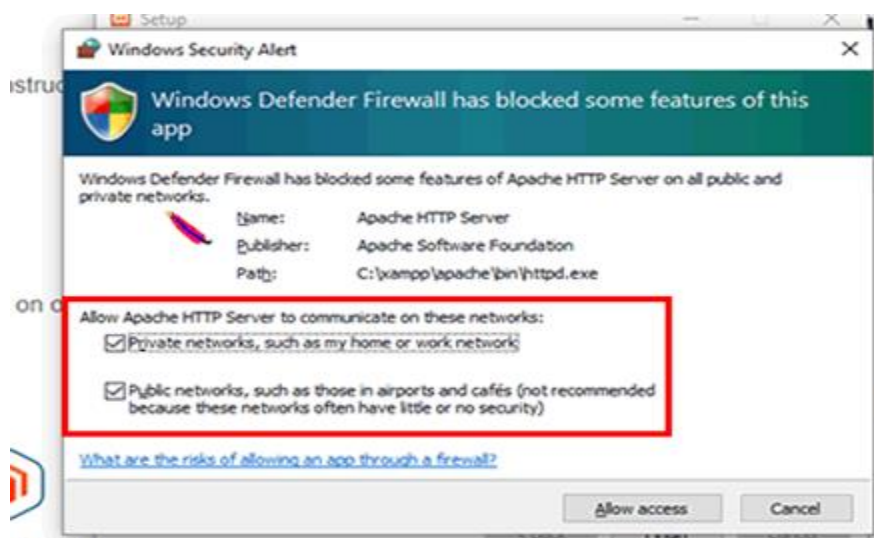 Setup
Windows Security Alert
istruc
Windows Defender Firewall has blocked some features of this
app
Windows Defender Firewall has blocked some features of Apache HTTP Server on all public and
private networks.
Name: Apache HTTP Server
Publisher: Apache Software Foundation
Path: C:\xampp\apache\bin\httpd.exe
on o
Allow Apache HTTP Server to communicate on these networks:
Private networks, such as my home or work network
Public networks, such as those in airports and cafés (not recommended
because these networks often have little or no security)
What are the risks of allowing an app through a firewall?
Allow access Cancel